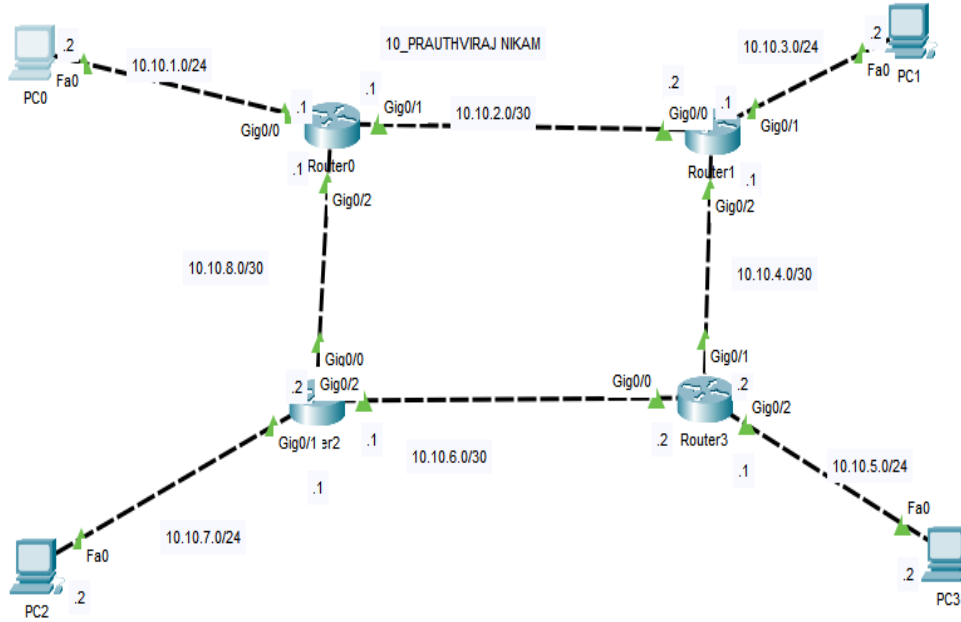 10_PRAUTHVIRAJ NIKAM
.2
Fa0
PC0
10.10.1.0/24
.1
Gig0/0
Router0
.1
Gig0/1
10.10.2.0/30
.2
Gig0/0
.1
Gig0/1
Router1
10.10.3.0/24
.2
Fa0
PC1
.1
Gig0/2
.1
Gig0/2
10.10.8.0/30
10.10.4.0/30
Gig0/0
.2
Gig0/2
Gig0/1
er2
.1
.1
10.10.6.0/30
Gig0/0
.2
Gig0/1
.2
Gig0/2
Router3
.1
10.10.5.0/24
10.10.7.0/24
Fa0
.2
PC2
Fa0
.2
PC3